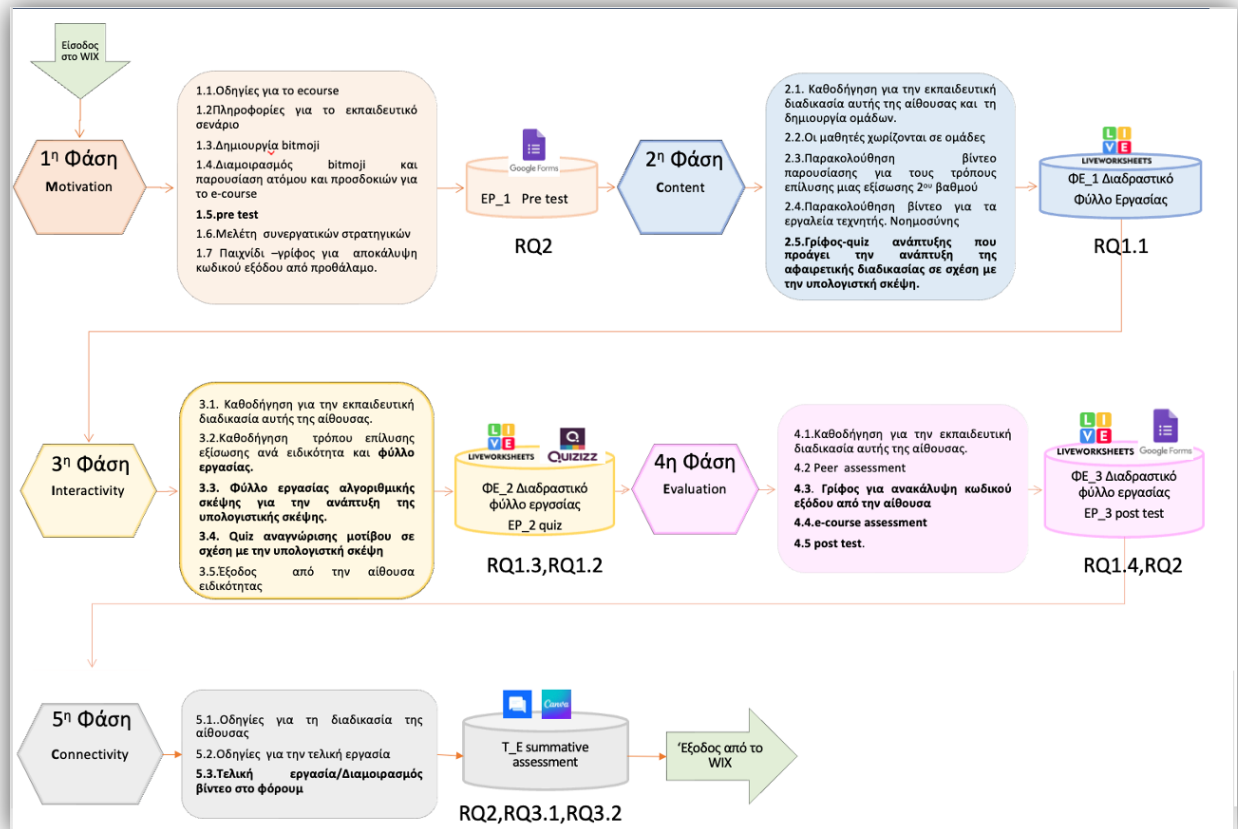 Είσοδος
στο WIX
1η Φάση
Motivation
1.1.Οδηγίες για το ecourse
1.2Πληροφορίες για το εκπαιδευτικό
σενάριο
1.3.Δημιουργία bitmoji
1.4.Διαμοιρασμός bitmoji και
παρουσίαση ατόμου και προσδοκιών για
το e-course
1.5.pre test
1.6.Μελέτη συνεργατικών στρατηγικών
1.7 Παιχνίδι –γρίφος για αποκάλυψη
κωδικού εξόδου από προθάλαμο.
Google Forms
EP_1 Pre test
RQ2
2η Φάση
Content
2.1. Καθοδήγηση για την εκπαιδευτική
διαδικασία αυτής της αίθουσας και τη
δημιουργία ομάδων.
2.2.Οι μαθητές χωρίζονται σε ομάδες
2.3.Παρακολούθηση βίντεο
παρουσίασης για τους τρόπους
επίλυσης μιας εξίσωσης 2ου βαθμού
2.4.Παρακολούθηση βίντεο για τα
εργαλεία τεχνητής. Νοημοσύνης
2.5.Γρίφος-quiz ανάπτυξης που
προάγει την ανάπτυξη της
αφαιρετικής διαδικασίας σε σχέση με
την υπολογιστκή σκέψη.
LIVE
LIVEWORKSHEETS
ΦΕ_1 Διαδραστικό
Φύλλο Εργασίας
RQ1.1
3η Φάση
Interactivity
3.1. Καθοδήγηση για την εκπαιδευτική
διαδικασία αυτής της αίθουσας.
3.2.Καθοδήγηση τρόπου επίλυσης
εξίσωσης ανά ειδικότητα και φύλλο
εργασίας.
3.3. Φύλλο εργασίας αλγοριθμικής
σκέψης για την ανάπτυξη της
υπολογιστικής σκέψης.
3.4. Quiz αναγνώρισης μοτίβου σε
σχέση με την υπολογιστκή σκέψη
3.5.Έξοδος από την αίθουσα
ειδικότητας
LIVE
LIVEWORKSHEETS
Q
QUIZIZZ
ΦΕ_2 Διαδραστικό
φύλλο εργσσίας
EP_2 quiz
RQ1.3,RQ1.2
4η Φάση
Evaluation
4.1.Καθοδήγηση για την εκπαιδευτική
διαδικασία αυτής της αίθουσας.
4.2 Peer assessment
4.3. Γρίφος για ανακάλυψη κωδικού
εξόδου από την αίθουσα
4.4.e-course assessment
4.5 post test.
LIVE
LIVEWORKSHEETS
Google Forms
ΦΕ_3 Διαδραστικό
φύλλο εργασίας
EP_3 post test
RQ1.4,RQ2
5η Φάση
Connectivity
5.1..Οδηγίες για τη διαδικασία της
αίθουσας
5.2.Οδηγίες για την τελική εργασία
5.3.Τελική εργασία/Διαμοιρασμός
βίντεο στο φόρουμ
Canva
T_E summative
assessment
RQ2,RQ3.1,RQ3.2
Έξοδος από το
WIX